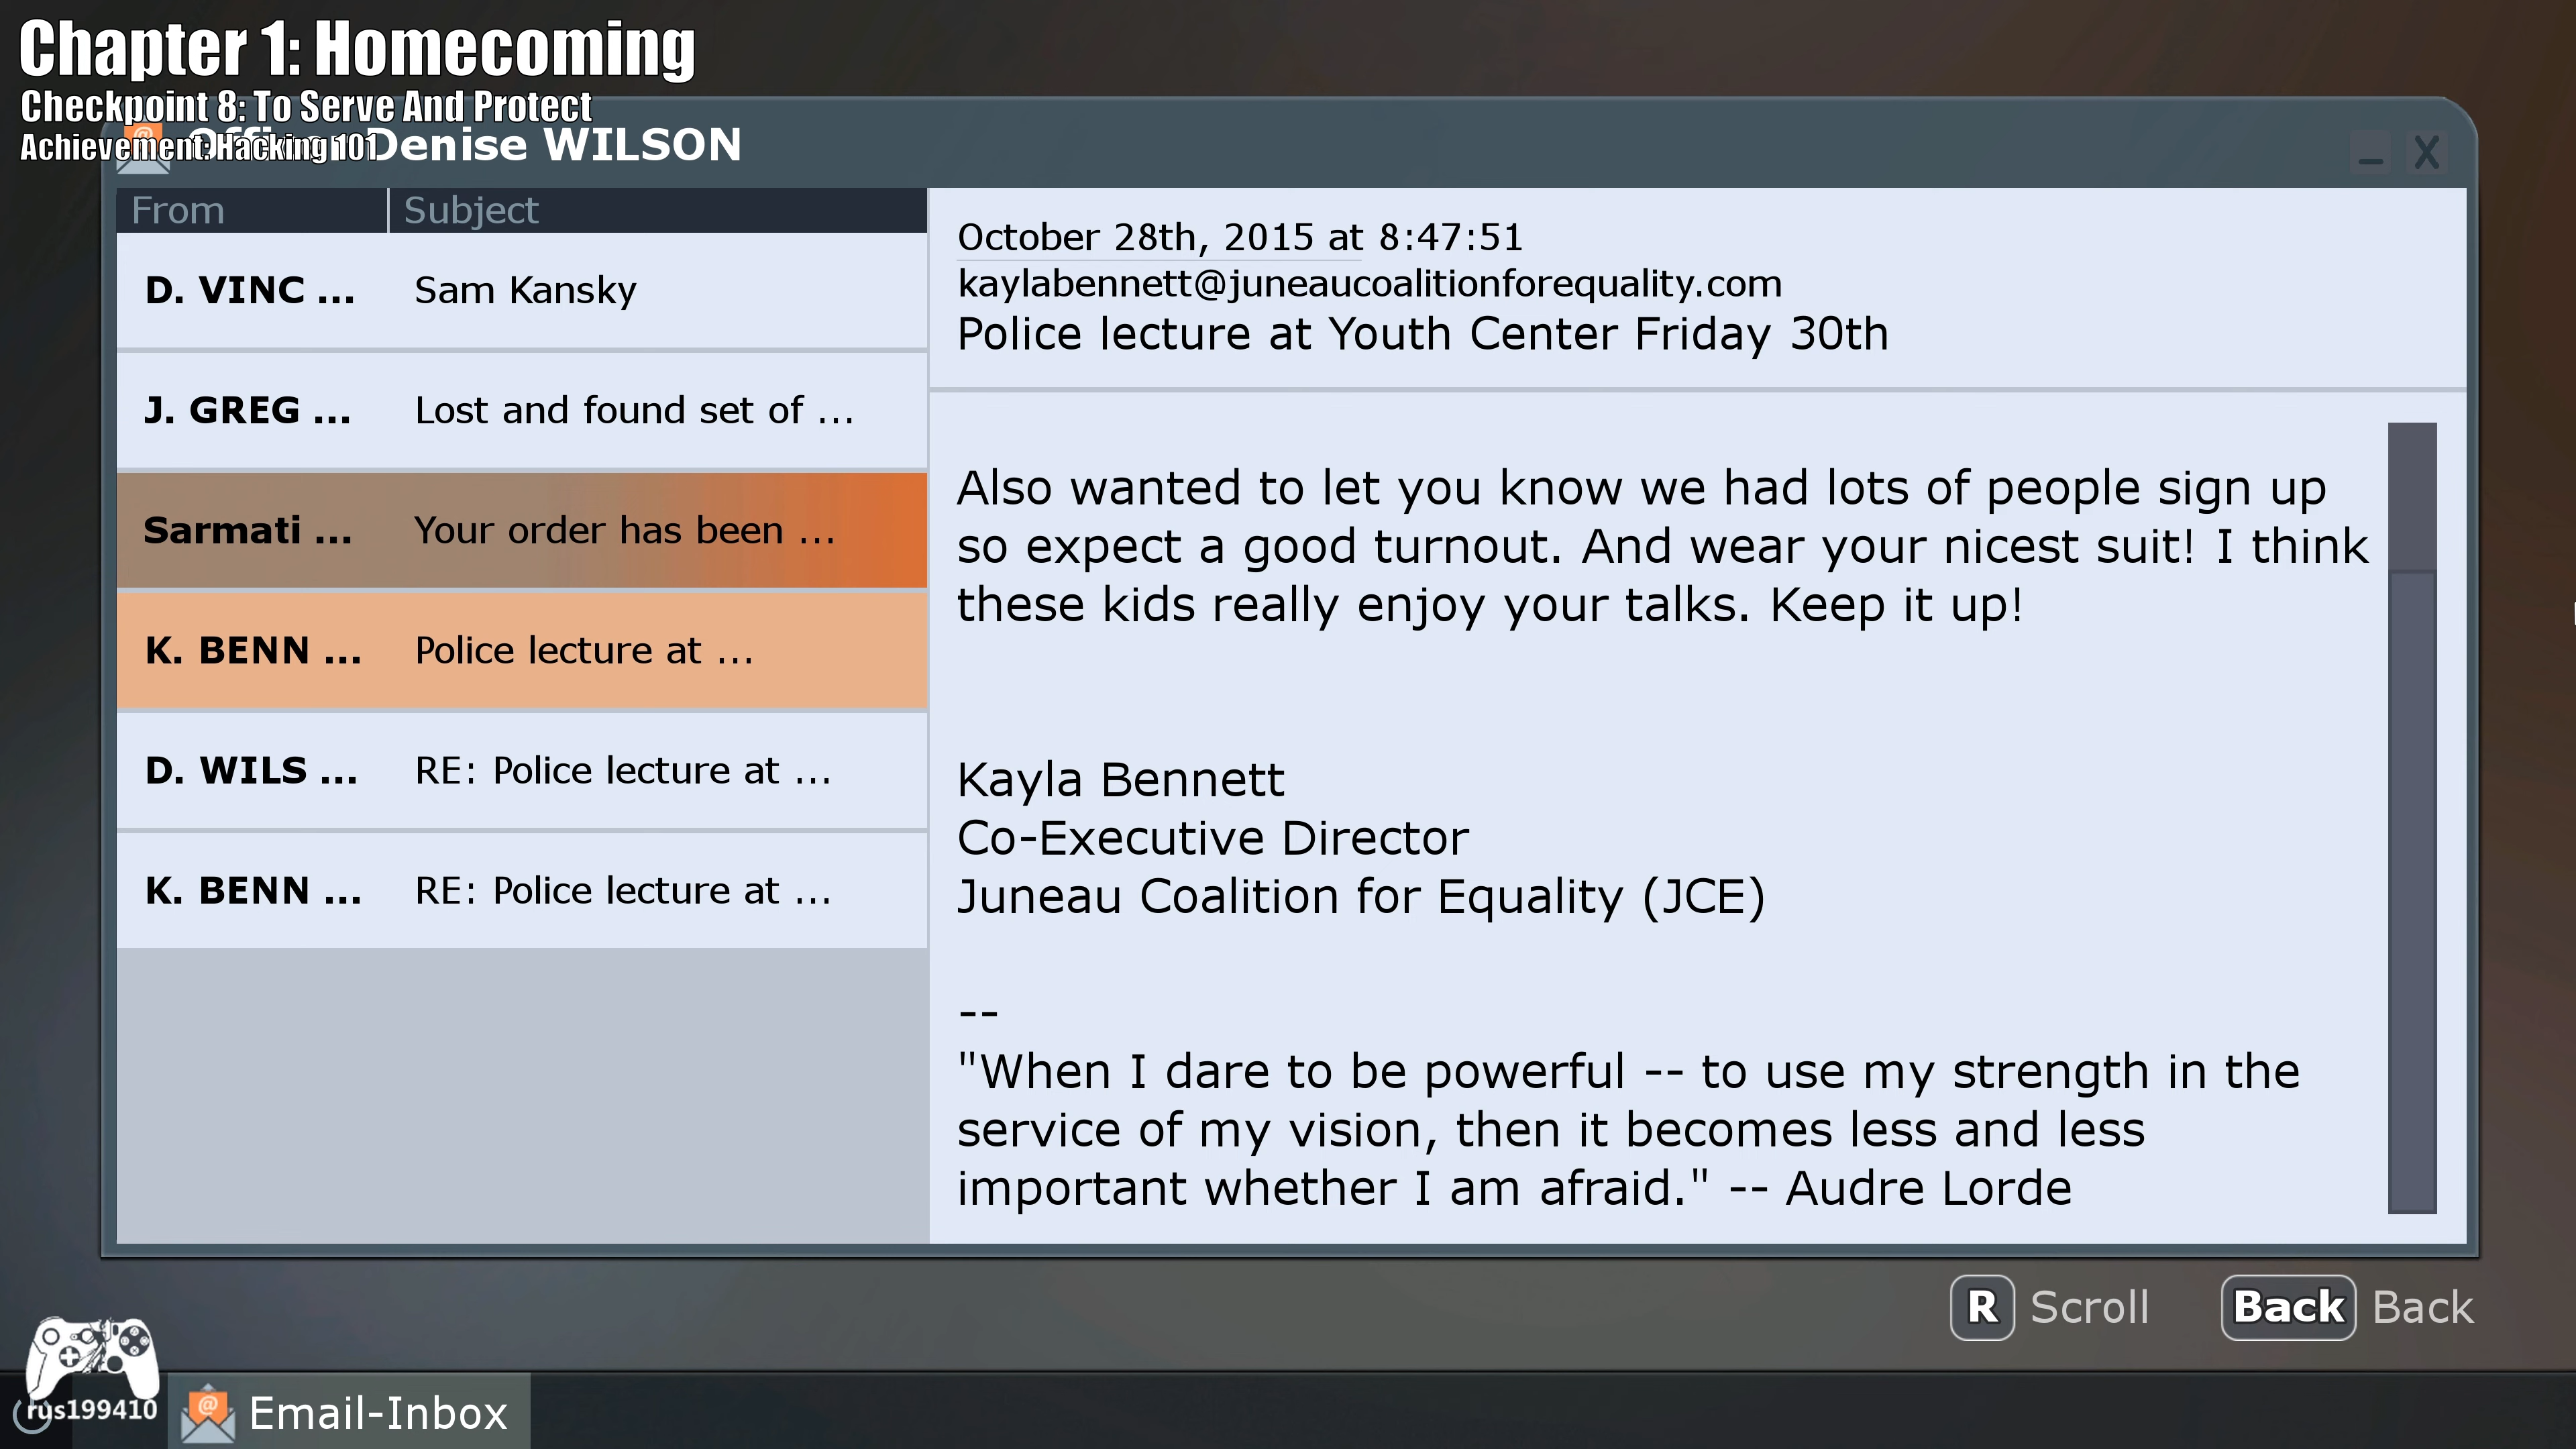 Chapter 1: Homecoming
Checkpoint 8: To Serve And Protect
Achievement: Hacking 101
Denise WILSON
_ X
From Subject
D. VINC ... Sam Kansky
J. GREG ... Lost and found set of ...
Sarmati ... Your order has been ...
K. BENN ... Police lecture at ...
D. WILS ... RE: Police lecture at ...
K. BENN ... RE: Police lecture at ...
October 28th, 2015 at 8:47:51
kaylabennett@juneaucoalitionforequality.com
Police lecture at Youth Center Friday 30th
Also wanted to let you know we had lots of people sign up
so expect a good turnout. And wear your nicest suit! I think
these kids really enjoy your talks. Keep it up!
Kayla Bennett
Co-Executive Director
Juneau Coalition for Equality (JCE)
--
"When I dare to be powerful -- to use my strength in the
service of my vision, then it becomes less and less
important whether I am afraid." -- Audre Lorde
R Scroll Back Back
rus199410
Email-Inbox